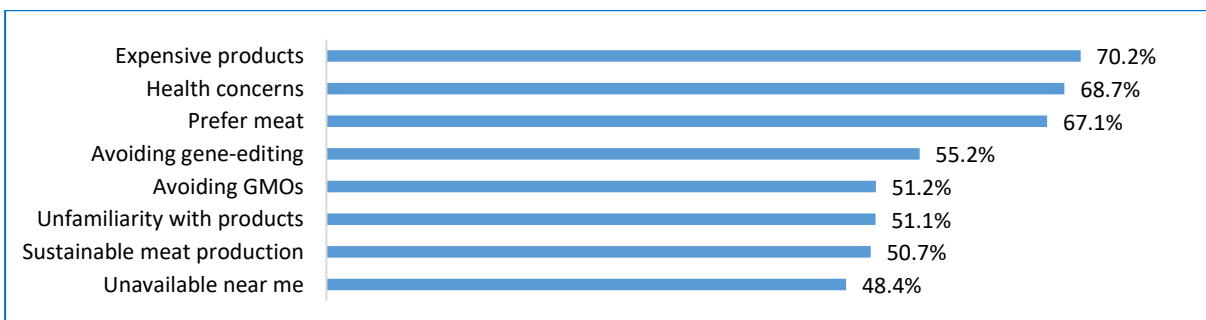 Expensive products 70.2%
Health concerns 68.7%
Prefer meat 67.1%
Avoiding gene-editing 55.2%
Avoiding GMOs 51.2%
Unfamiliarity with products 51.1%
Sustainable meat production 50.7%
Unavailable near me 48.4%